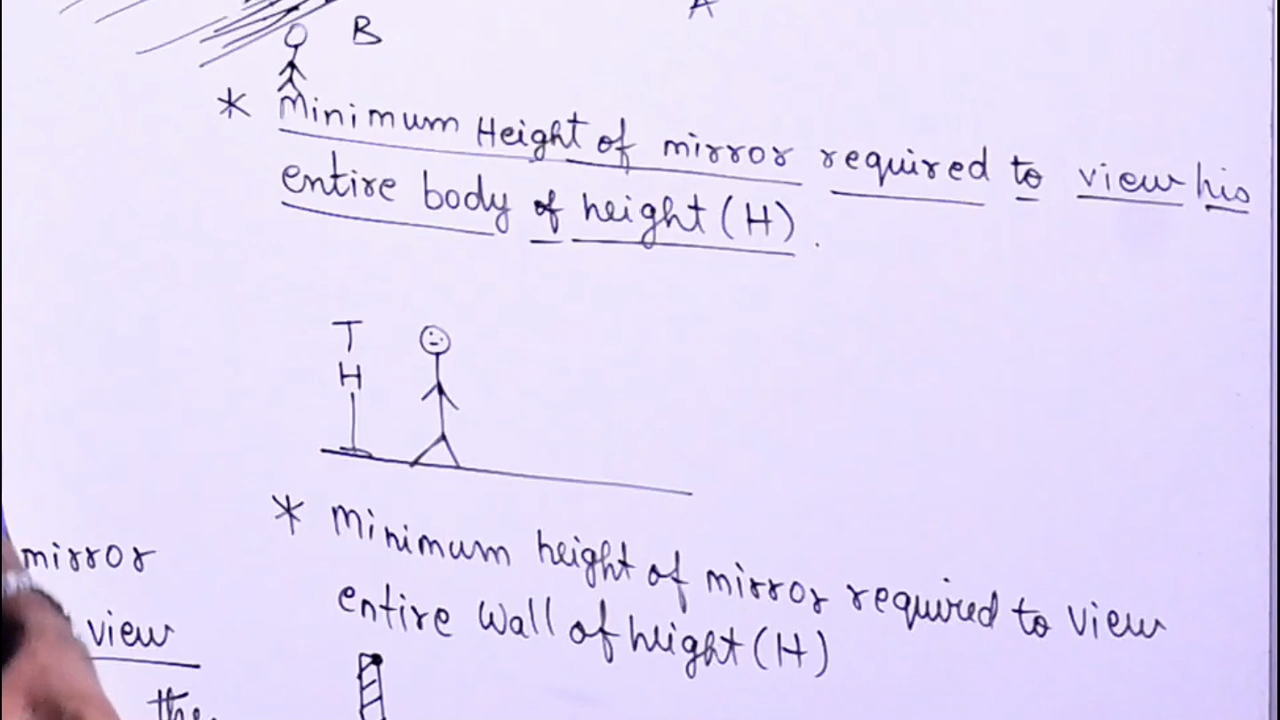 A
B
* Minimum Height of mirror required to view his
entire body of height (H).
T
H
* Minimum height of mirror required to view
entire Wall of height (H)
mirror
view
the